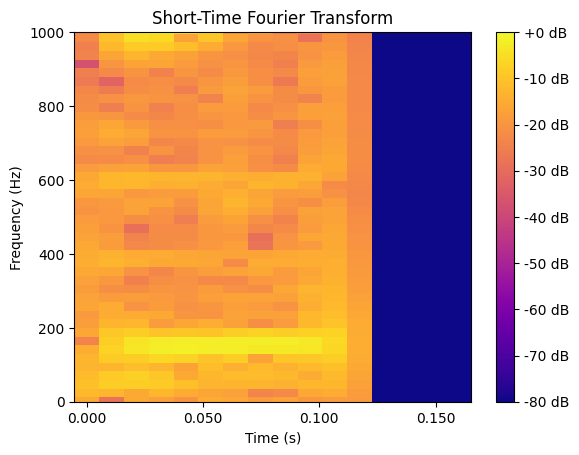 Short-Time Fourier Transform
1000
800
600
400
200
0
Frequency (Hz)
0.000
0.050
0.100
0.150
Time (s)
+0 dB
-10 dB
-20 dB
-30 dB
-40 dB
-50 dB
-60 dB
-70 dB
-80 dB